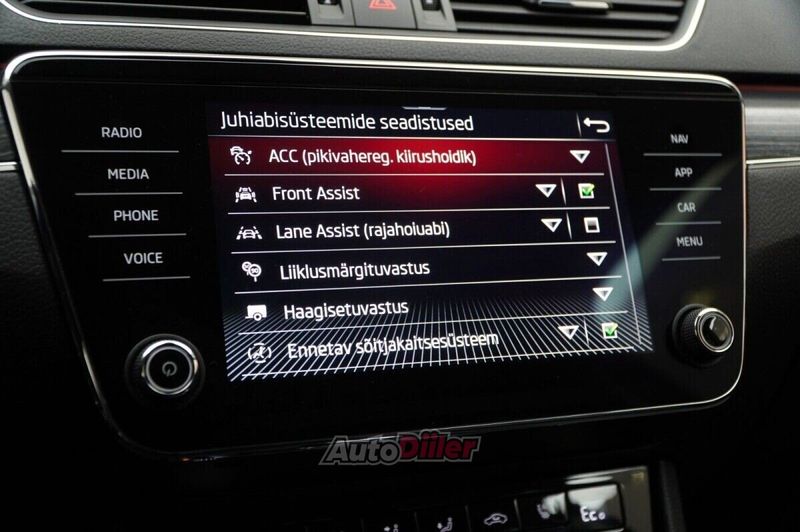 RADIO
MEDIA
PHONE
VOICE
Juhiabisüsteemide seadistused
ACC (pikivahereg. kiirusholdik)
Front Assist
Lane Assist (rajahoiuabi)
Liiklusmärgituvastus
Haagisetuvastus
Ennetav sõitjakaitsesüsteem
NAV
APP
CAR
MENU
AutoDiiler